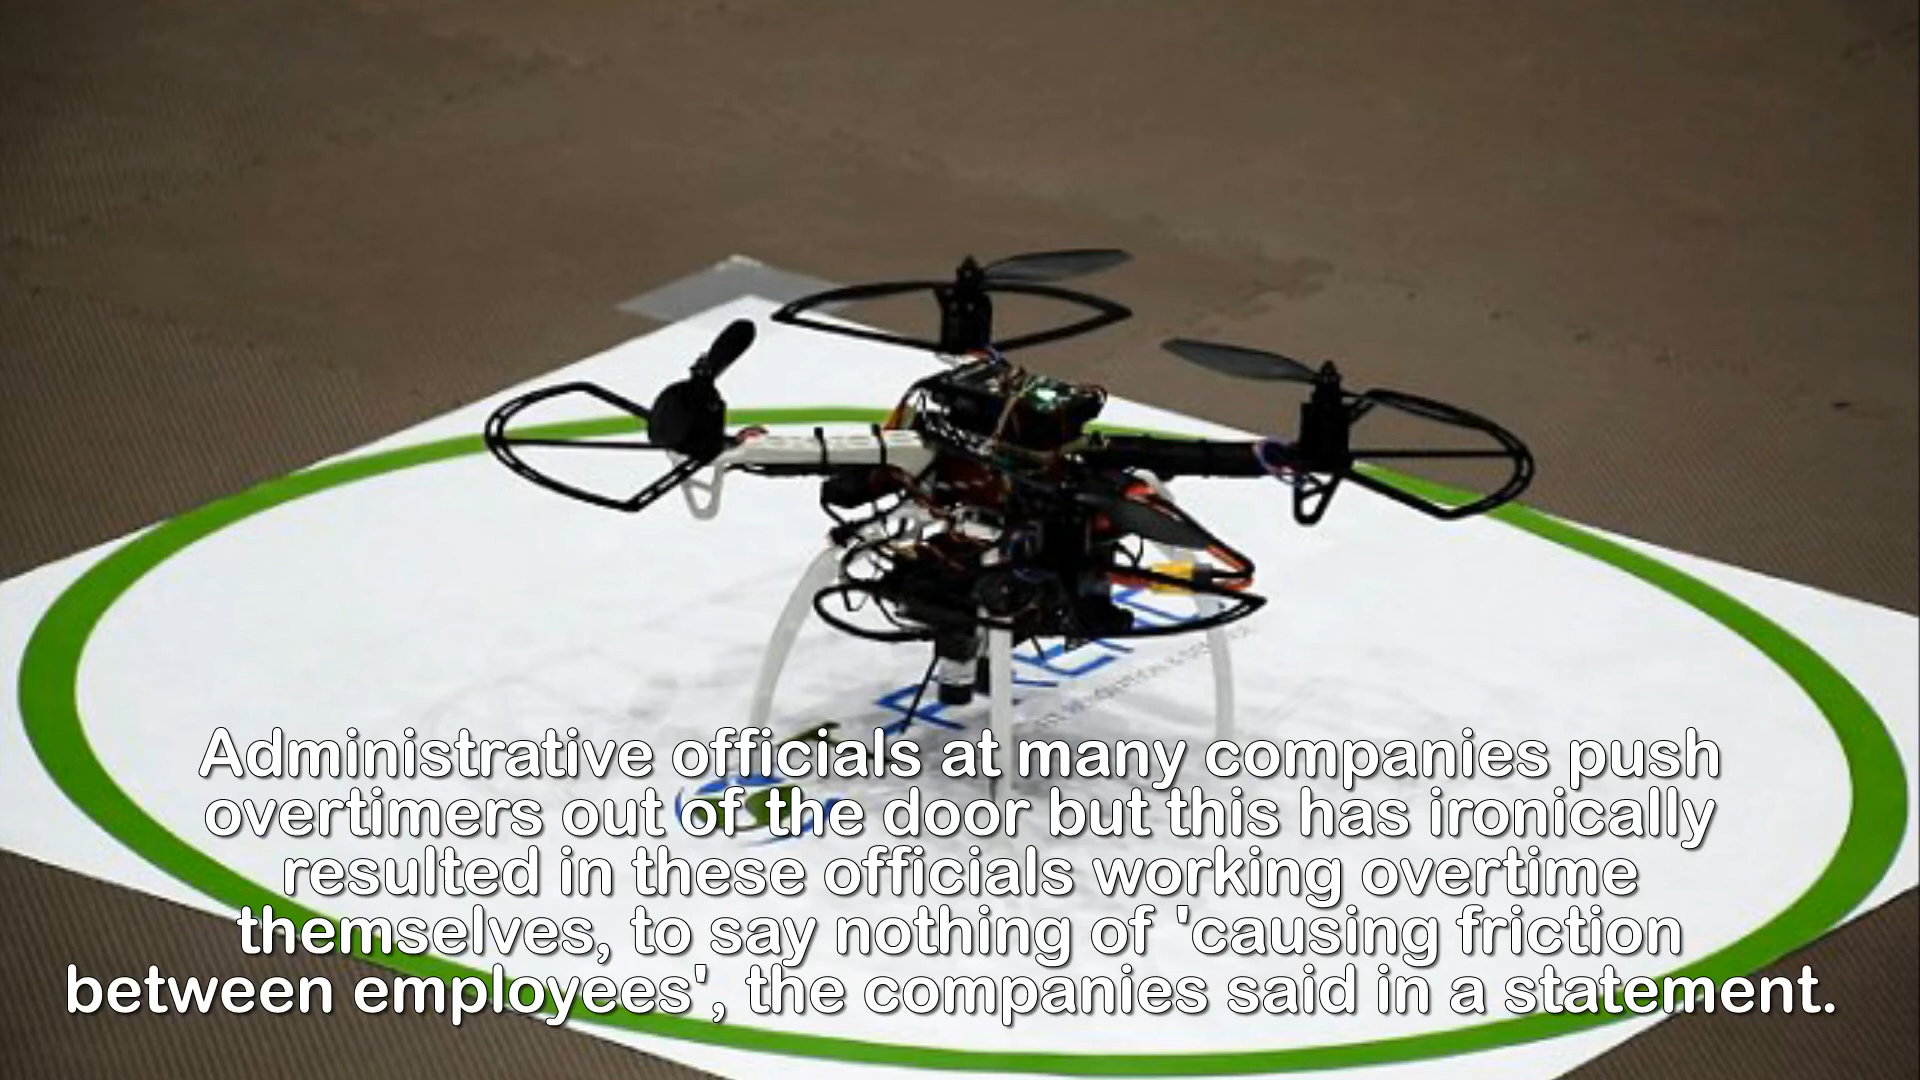 Administrative officials at many companies push
overtimers out of the door but this has ironically
resulted in these officials working overtime
themselves, to say nothing of 'causing friction
between employees', the companies said in a statement.